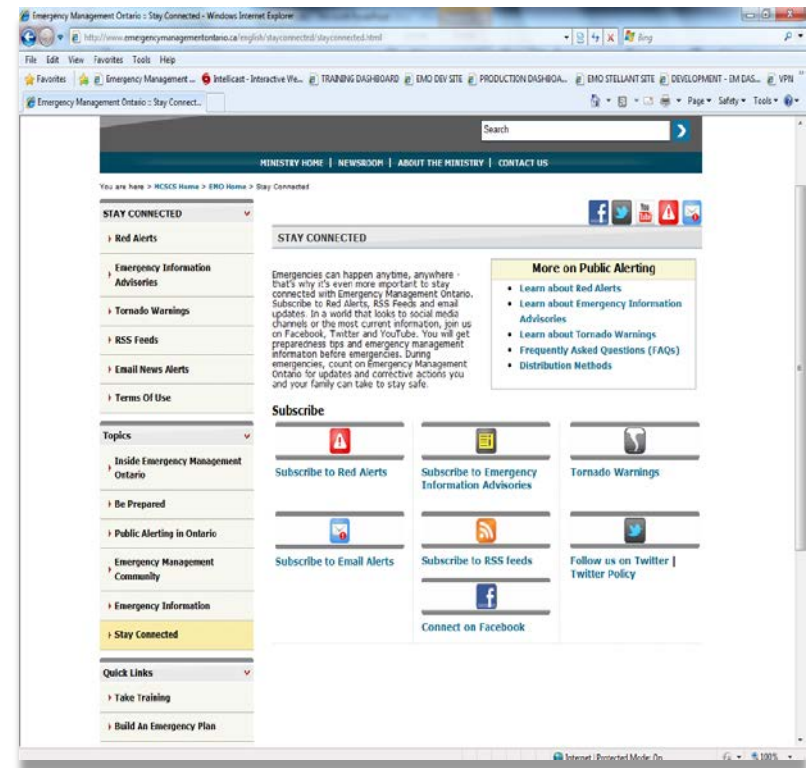 Emergency Management Ontario :: Stay Connected - Windows Internet Explorer
http://www.emergencymanagementontario.ca/english/stayconnected/stayconnected.html
Bing
File Edit View Favorites Tools Help
Favorites Emergency Management ... Intellicast - Interactive We... TRAINING DASHBOARD EMO DEV SITE PRODUCTION DASHBOA... EMO STELLANT SITE DEVELOPMENT - EM DAS... VPN
Emergency Management Ontario :: Stay Connect...
Page Safety Tools
Search
MINISTRY HOME | NEWSROOM | ABOUT THE MINISTRY | CONTACT US
You are here > MCSCS Home > EMO Home > Stay Connected
STAY CONNECTED
Red Alerts
Emergency Information
Advisories
Tornado Warnings
RSS Feeds
Email News Alerts
Terms Of Use
Topics
Inside Emergency Management
Ontario
Be Prepared
Public Alerting in Ontario
Emergency Management
Community
Emergency Information
Stay Connected
Quick Links
Take Training
Build An Emergency Plan
You
Tube
STAY CONNECTED
Emergencies can happen anytime, anywhere -
that's why it's even more important to stay
connected with Emergency Management Ontario.
Subscribe to Red Alerts, RSS Feeds and email
updates. In a world that looks to social media
channels or the most current information, join us
on Facebook, Twitter and YouTube. You will get
preparedness tips and emergency management
information before emergencies. During
emergencies, count on Emergency Management
Ontario for updates and corrective actions you
and your family can take to stay safe.
More on Public Alerting
• Learn about Red Alerts
• Learn about Emergency Information
Advisories
• Learn about Tornado Warnings
• Frequently Asked Questions (FAQs)
• Distribution Methods
Subscribe
Subscribe to Red Alerts
Subscribe to Emergency
Information Advisories
Tornado Warnings
Subscribe to Email Alerts
Subscribe to RSS feeds
Follow us on Twitter |
Twitter Policy
Connect on Facebook
Internet | Protected Mode: On
100%